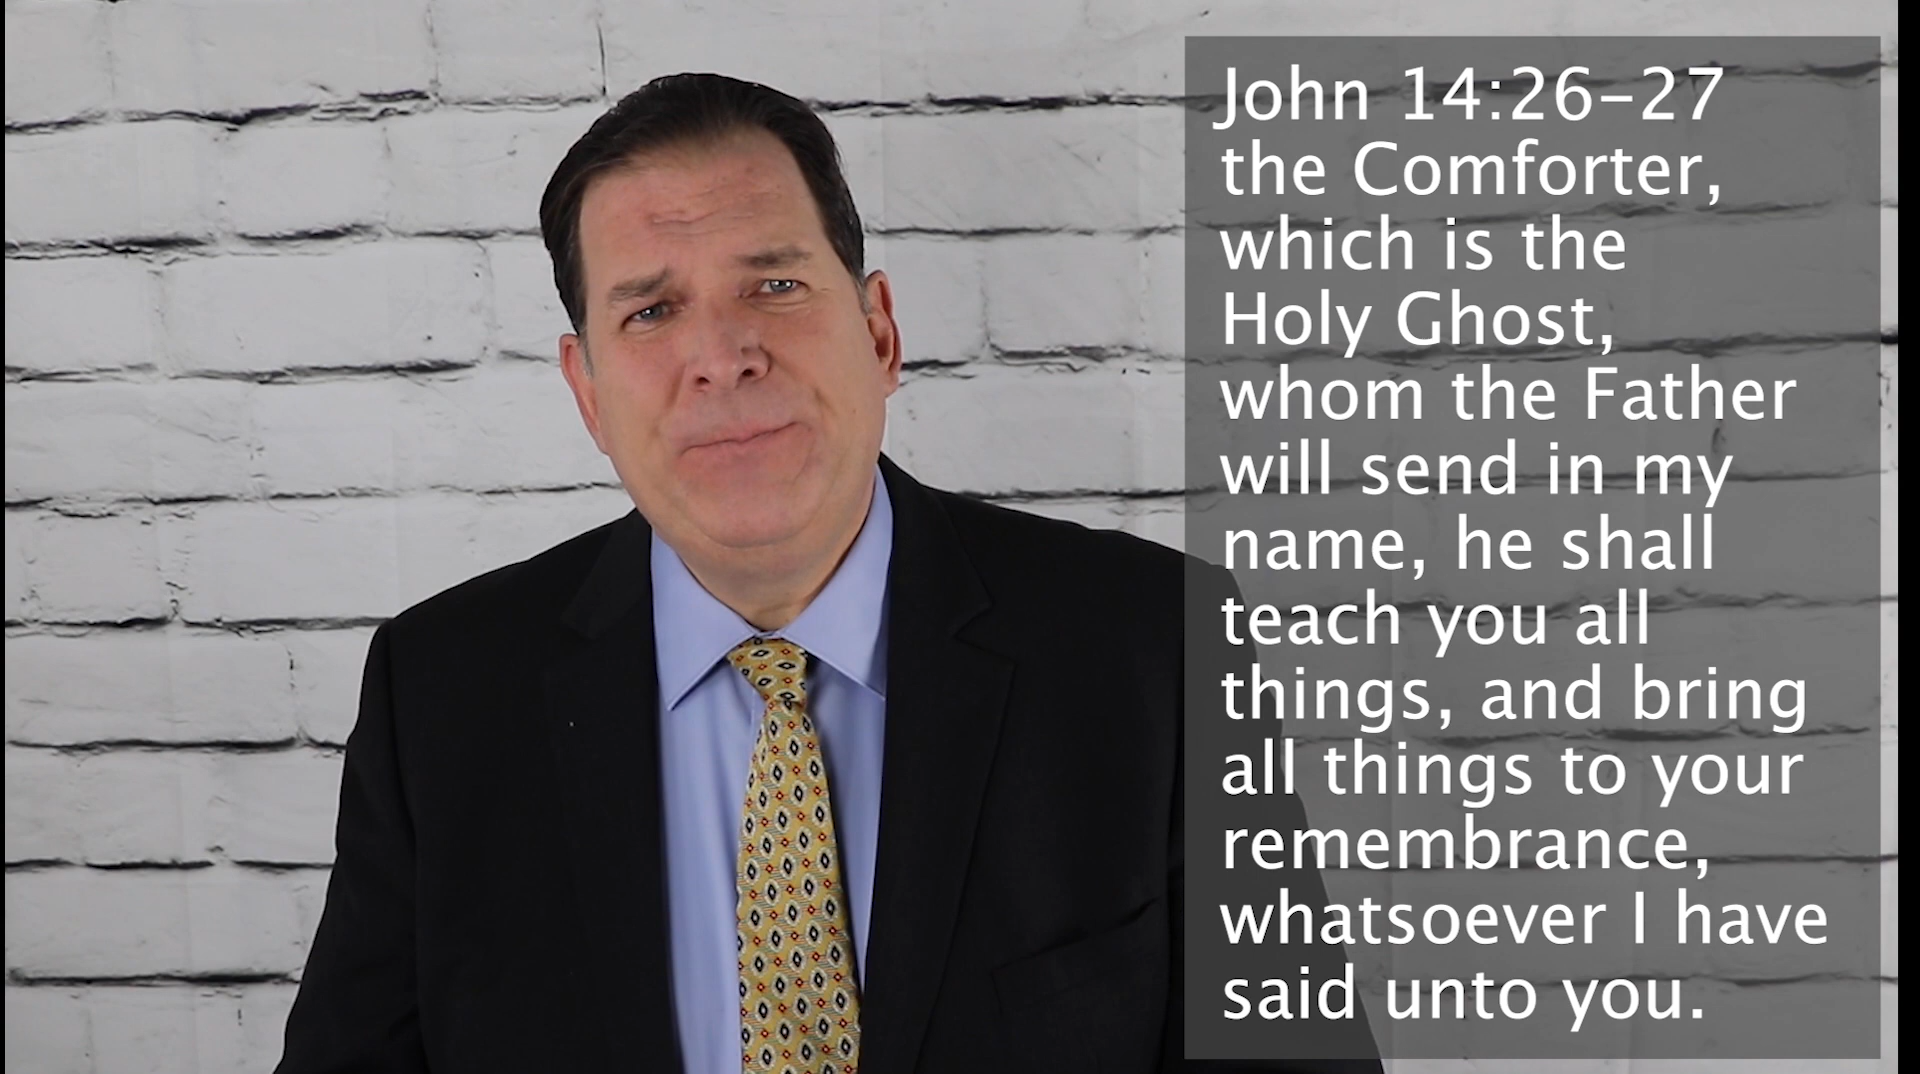 John 14:26-27
the Comforter,
which is the
Holy Ghost,
whom the Father
will send in my
name, he shall
teach you all
things, and bring
all things to your
remembrance,
whatsoever I have
said unto you.